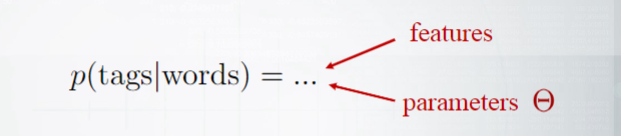 features
p(tags|words) = ...
parameters Θ